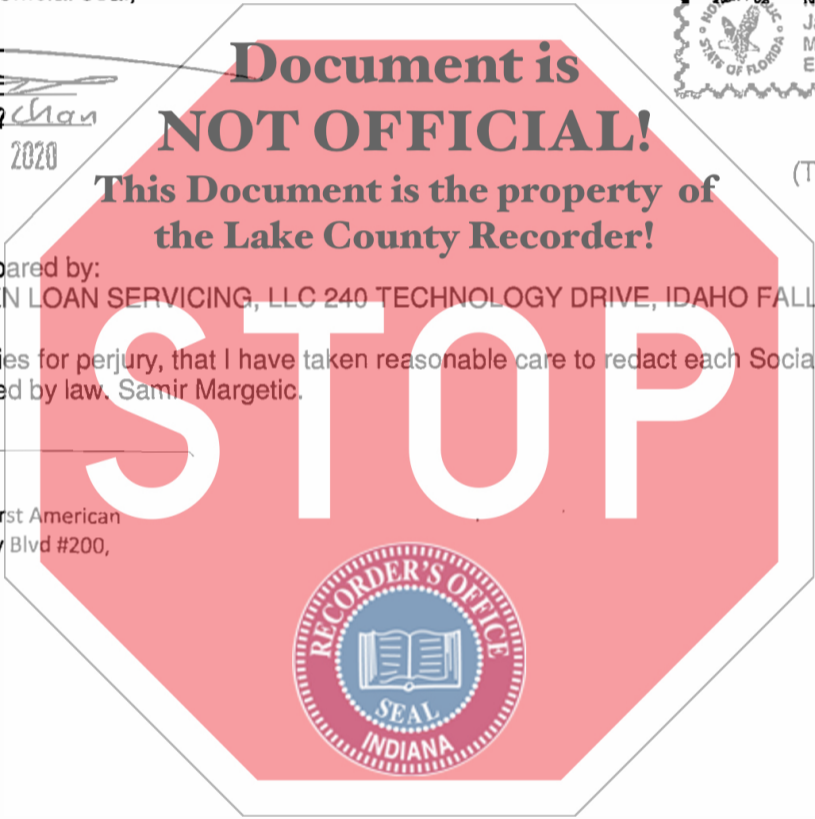 Document is
NOT OFFICIAL!
This Document is the property of
the Lake County Recorder!
STATE OF FLORIDA
chan
2020
(T
ared by:
N LOAN SERVICING, LLC 240 TECHNOLOGY DRIVE, IDAHO FALL
ies for perjury, that I have taken reasonable care to redact each Socia
ed by law. Samir Margetic.
STOP
rst American
Blvd #200,
RECORDER'S OFFICE
SEAL
INDIANA